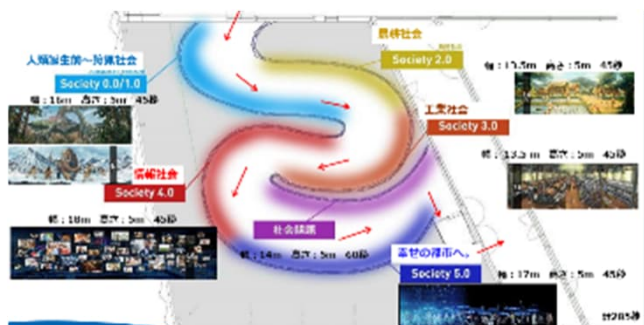 人類誕生前～狩猟社会
Society 0.0/1.0
幅：16m 高さ：5m 45秒
農耕社会
Society 2.0
幅：13.5m 高さ：5m 45秒
工業社会
Society 3.0
幅：13.5m 高さ：5m 45秒
情報社会
Society 4.0
幅：18m 高さ：5m 45秒
社会課題
幅：14m 高さ：5m 60秒
幸せの都市へ。
Society 5.0
幅：17m 高さ：5m 45秒
計285秒